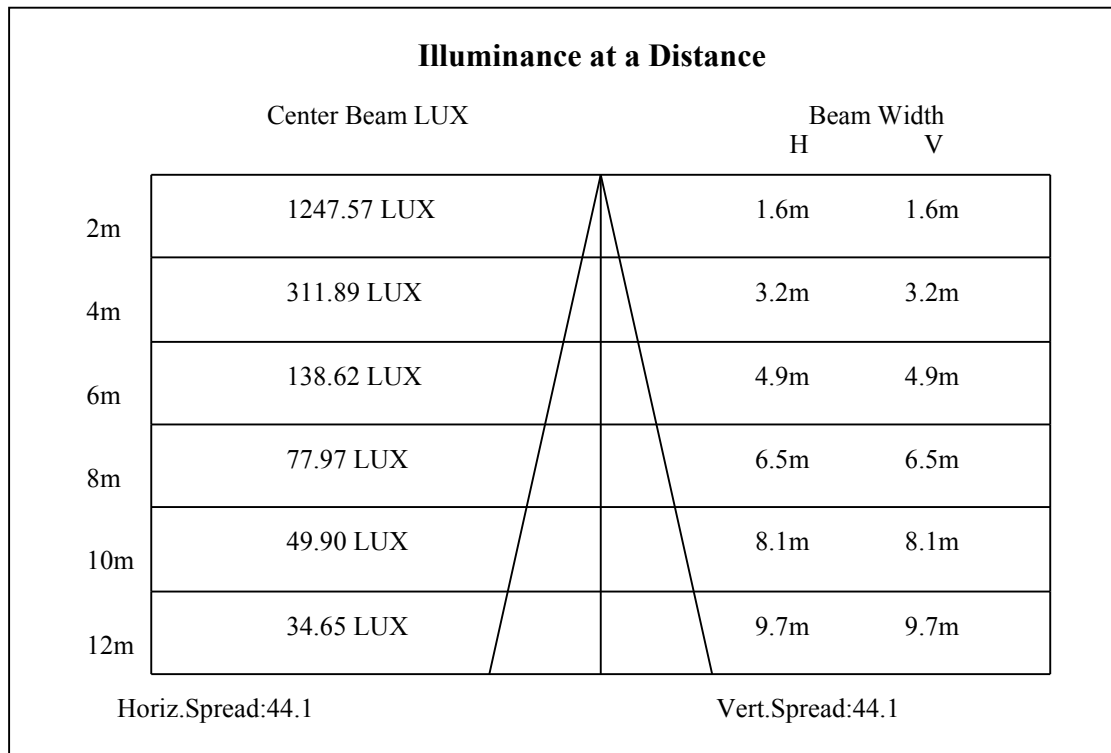 Illuminance at a Distance
Center Beam LUX Beam Width
H V
2m 1247.57 LUX 1.6m 1.6m
4m 311.89 LUX 3.2m 3.2m
6m 138.62 LUX 4.9m 4.9m
8m 77.97 LUX 6.5m 6.5m
10m 49.90 LUX 8.1m 8.1m
12m 34.65 LUX 9.7m 9.7m
Horiz.Spread:44.1 Vert.Spread:44.1